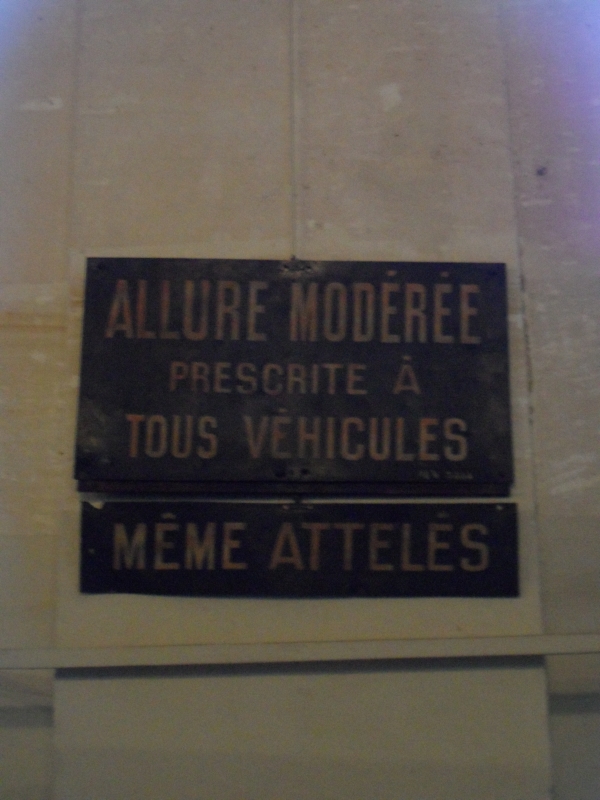 ALLURE MODÉRÉE
PRESCRITE À
TOUS VÉHICULES
MÊME ATTELÉS